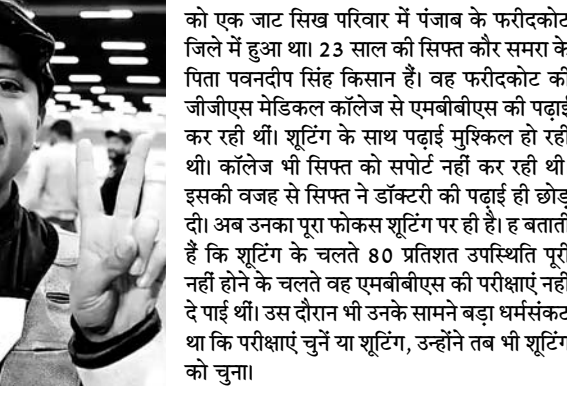 को एक जाट सिख परिवार में पंजाब के फरीदकोट
जिले में हुआ था। 23 साल की सिफ्त कौर समरा के
पिता पवनदीप सिंह किसान हैं। वह फरीदकोट की
जीजीएस मेडिकल कॉलेज से एमबीबीएस की पढ़ाई
कर रही थीं। शूटिंग के साथ पढ़ाई मुश्किल हो रही
थी। कॉलेज भी सिफ्त को सपोर्ट नहीं कर रही थी
इसकी वजह से सिफ्त ने डॉक्टरी की पढ़ाई ही छोड़
दी। अब उनका पूरा फोकस शूटिंग पर ही है। ह बताती
हैं कि शूटिंग के चलते 80 प्रतिशत उपस्थिति पूरी
नहीं होने के चलते वह एमबीबीएस की परीक्षाएं नहीं
दे पाई थीं। उस दौरान भी उनके सामने बड़ा धर्मसंकट
था कि परीक्षाएं चुनें या शूटिंग, उन्होंने तब भी शूटिंग
को चुना।